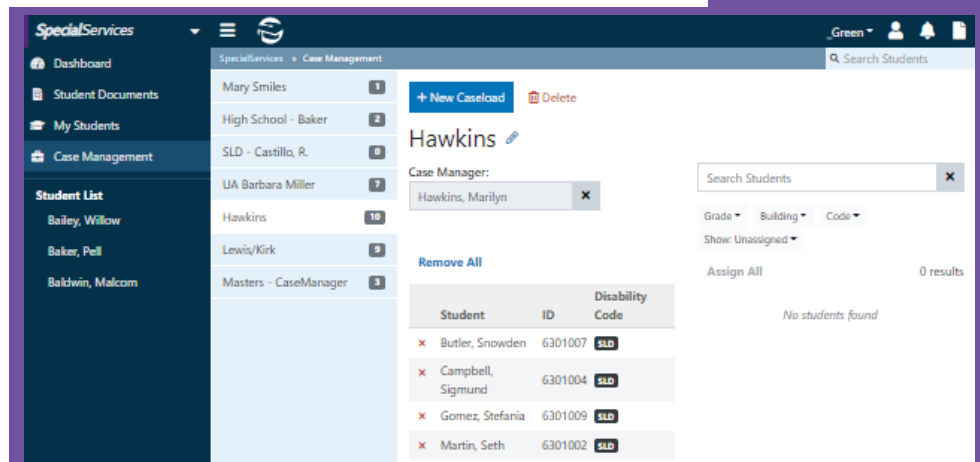 SpecialServices
_Green
Dashboard
Student Documents
My Students
Case Management
Student List
Bailey, Willow
Baker, Pell
Baldwin, Malcom
SpecialServices » Case Management
Search Students
Mary Smiles 1
High School - Baker 2
SLD - Castillo, R. 0
UA Barbara Miller 7
Hawkins 10
Lewis/Kirk 9
Masters - CaseManager 3
+ New Caseload
Delete
Hawkins
Case Manager:
Hawkins, Marilyn ×
Remove All
Student ID Disability Code
× Butler, Snowden 6301007 SLD
× Campbell, Sigmund 6301004 SLD
× Gomez, Stefania 6301009 SLD
× Martin, Seth 6301002 SLD
Search Students ×
Grade Building Code
Show: Unassigned
Assign All 0 results
No students found